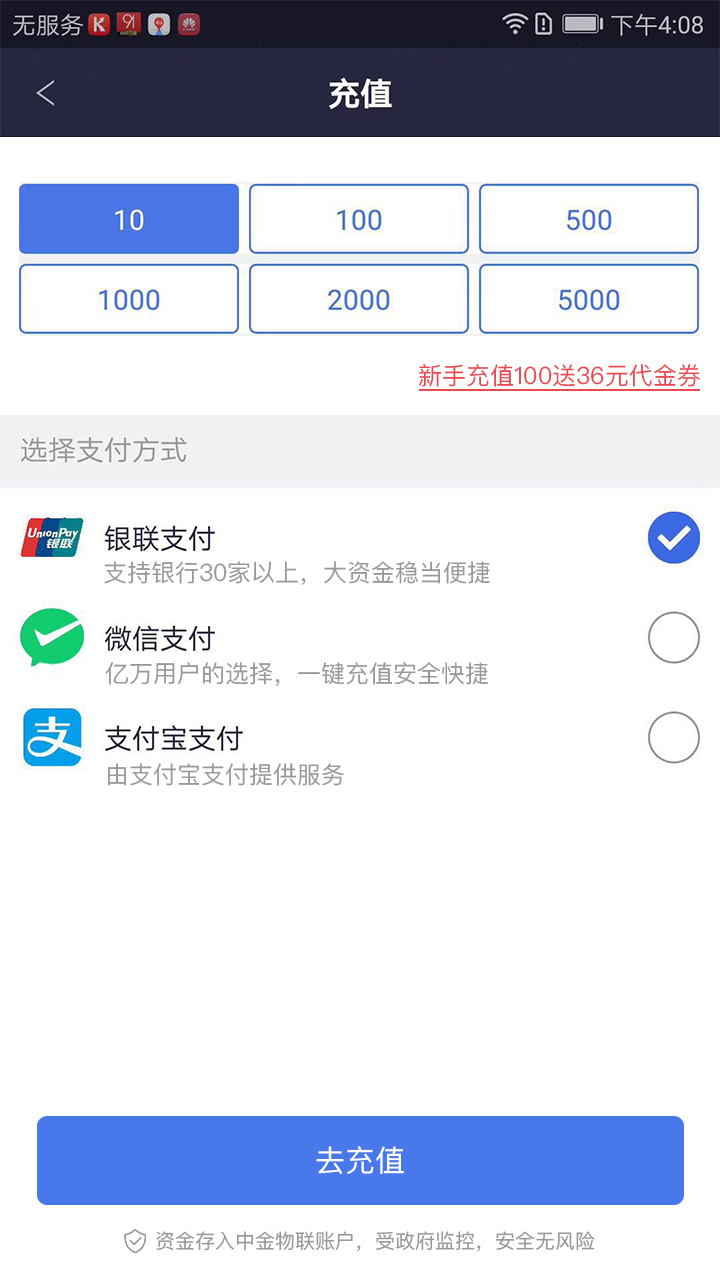 无服务 下午4:08
充值
10 100 500
1000 2000 5000
新手充值100送36元代金券
选择支付方式
UnionPay
银联
银联支付
支持银行30家以上，大资金稳当便捷
微信支付
亿万用户的选择，一键充值安全快捷
支
支付宝支付
由支付宝支付提供服务
去充值
资金存入中金物联账户，受政府监控，安全无风险